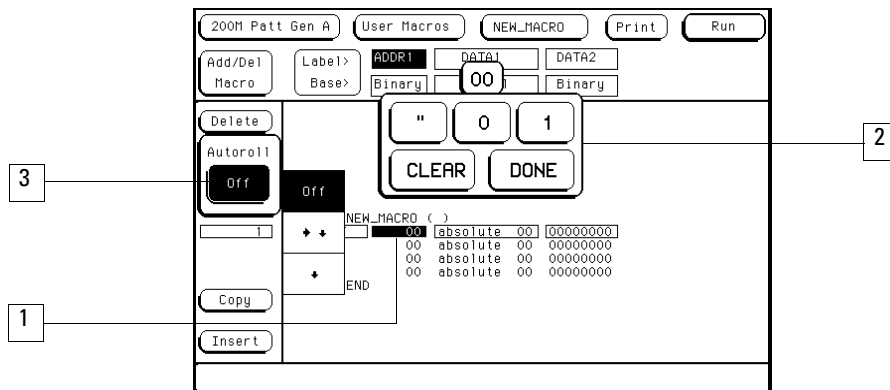 200M Patt Gen A User Macros NEW_MACRO Print Run
Add/Del Macro
Label>
Base>
ADDR1 DATA1 DATA2
Binary Binary
00
" 0 1
CLEAR DONE
2
Delete
Autoroll
Off
3
Off
NEW_MACRO ( )
1 00 absolute 00 00000000
00 absolute 00 00000000
00 absolute 00 00000000
00 absolute 00 00000000
END
Copy
1
Insert